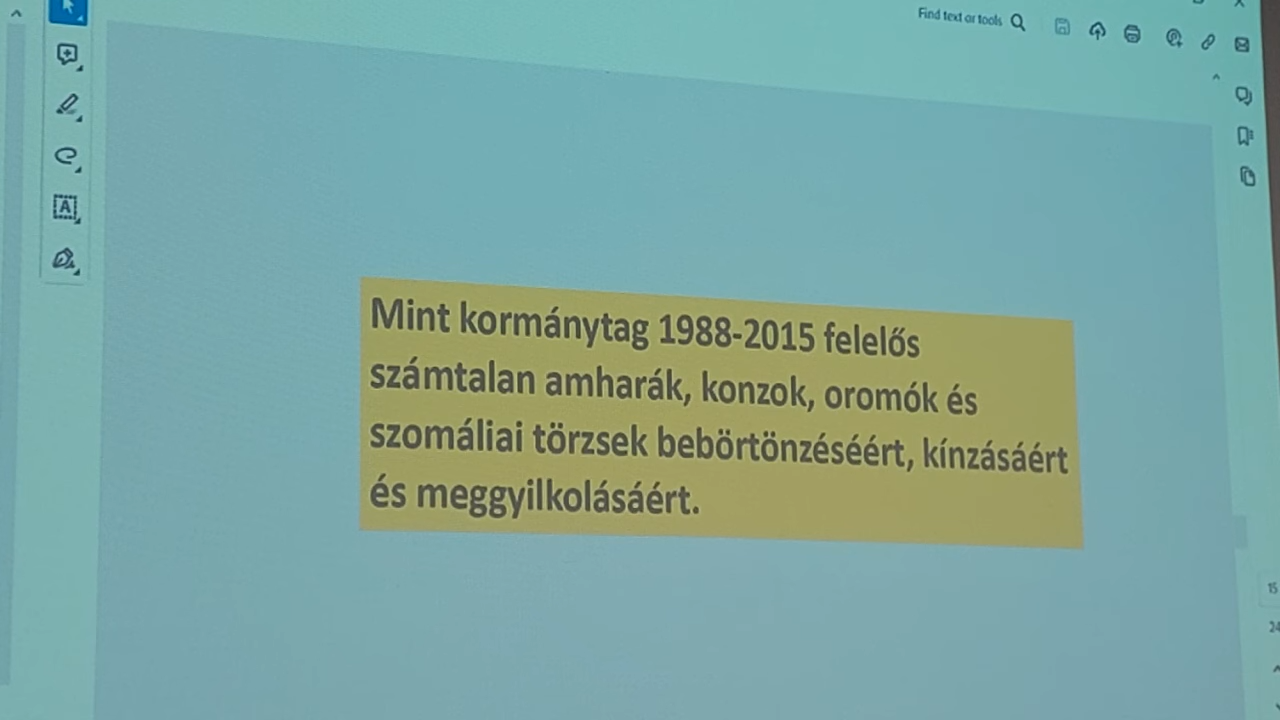 Find text or tools
Mint kormánytag 1988-2015 felelős
számtalan amharák, konzok, oromók és
szomáliai törzsek bebörtönzéséért, kínzásáért
és meggyilkolásáért.
15
24